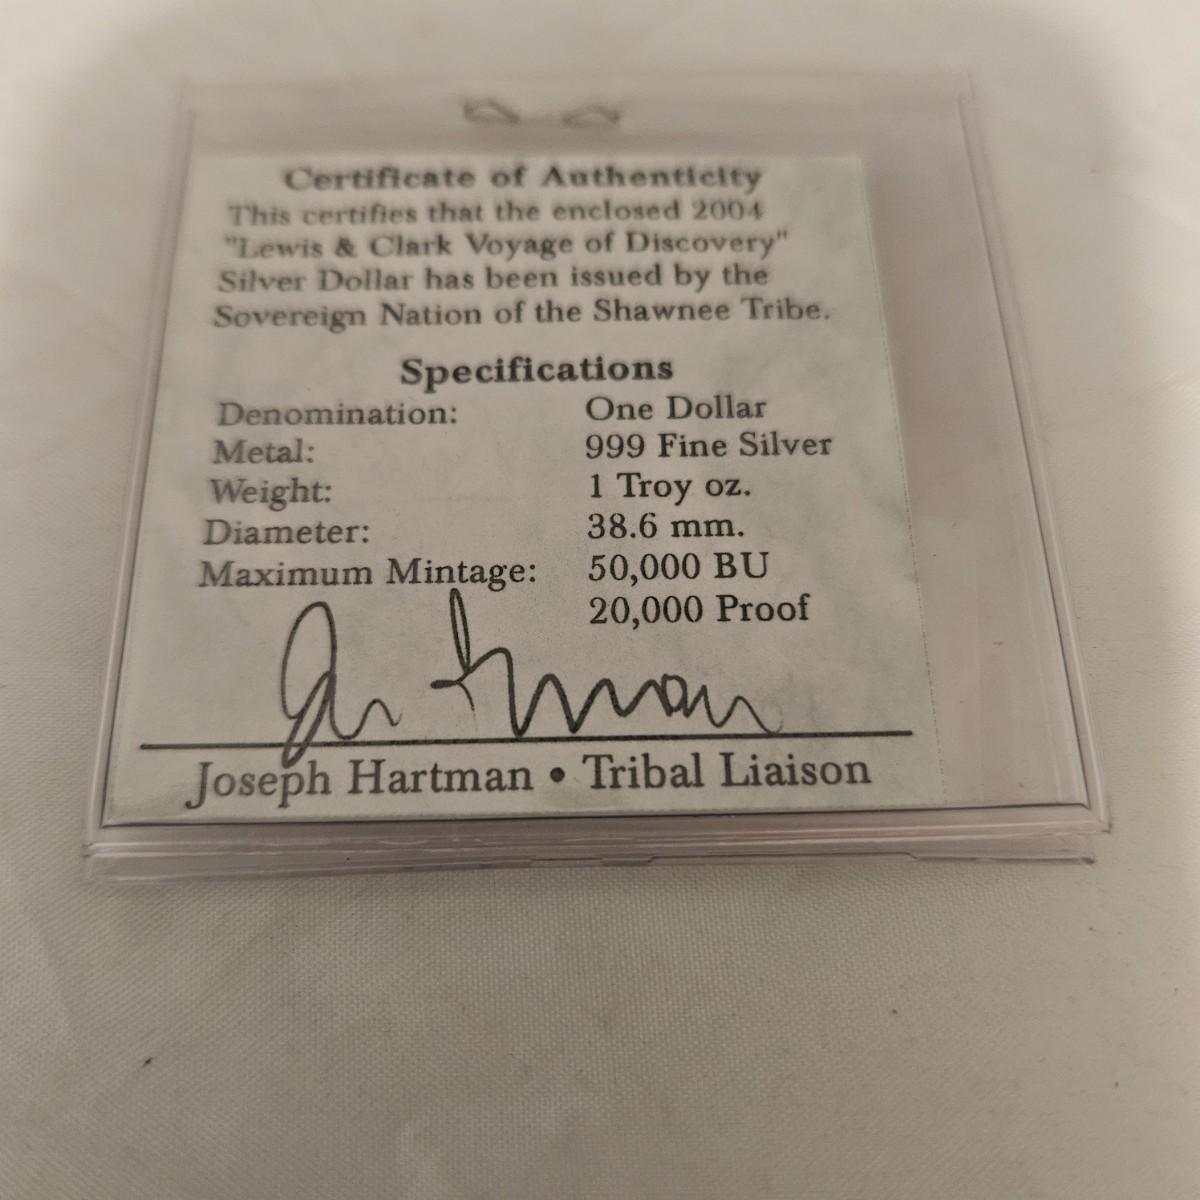 Certificate of Authenticity
This certifies that the enclosed 2004
"Lewis & Clark Voyage of Discovery"
Silver Dollar has been issued by the
Sovereign Nation of the Shawnee Tribe.
Specifications
Denomination: One Dollar
Metal: 999 Fine Silver
Weight: 1 Troy oz.
Diameter: 38.6 mm.
Maximum Mintage: 50,000 BU
20,000 Proof
Joseph Hartman • Tribal Liaison